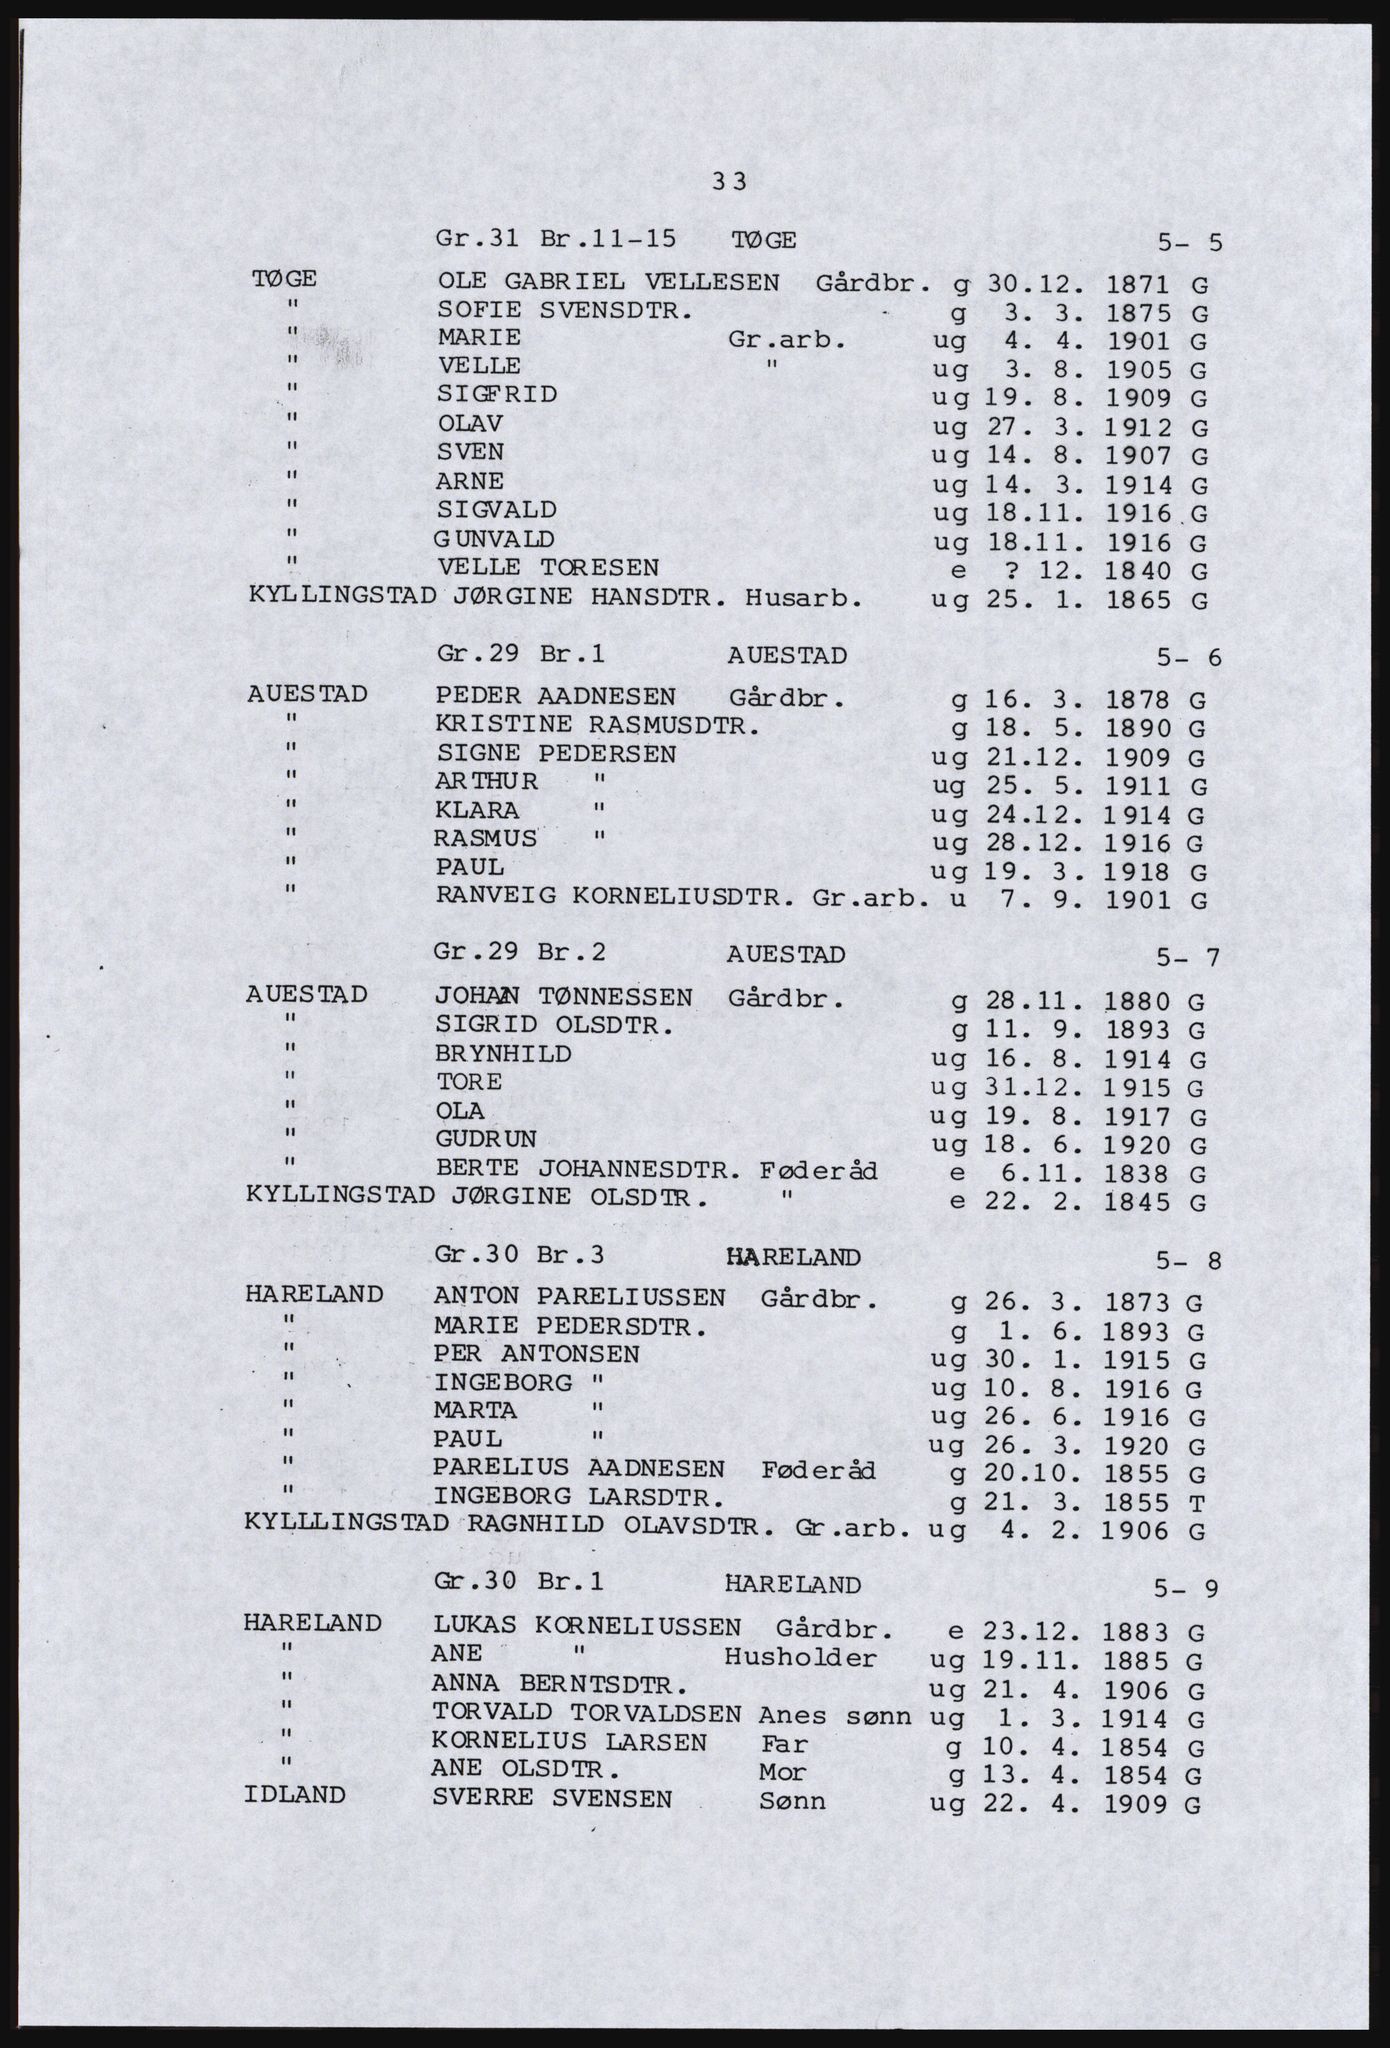 33
Gr.31 Br.11-15 TØGE 5- 5
TØGE OLE GABRIEL VELLESEN Gårdbr. g 30.12. 1871 G
" SOFIE SVENSDTR. g 3. 3. 1875 G
" MARIE Gr.arb. ug 4. 4. 1901 G
" VELLE " ug 3. 8. 1905 G
" SIGFRID ug 19. 8. 1909 G
" OLAV ug 27. 3. 1912 G
" SVEN ug 14. 8. 1907 G
" ARNE ug 14. 3. 1914 G
" SIGVALD ug 18.11. 1916 G
" GUNVALD ug 18.11. 1916 G
" VELLE TORESEN e ? 12. 1840 G
KYLLINGSTAD JØRGINE HANSDTR. Husarb. ug 25. 1. 1865 G
Gr.29 Br.1 AUESTAD 5- 6
AUESTAD PEDER AADNESEN Gårdbr. g 16. 3. 1878 G
" KRISTINE RASMUSDTR. g 18. 5. 1890 G
" SIGNE PEDERSEN ug 21.12. 1909 G
" ARTHUR " ug 25. 5. 1911 G
" KLARA " ug 24.12. 1914 G
" RASMUS " ug 28.12. 1916 G
" PAUL ug 19. 3. 1918 G
" RANVEIG KORNELIUSDTR. Gr.arb. u 7. 9. 1901 G
Gr.29 Br.2 AUESTAD 5- 7
AUESTAD JOHAN TØNNESSEN Gårdbr. g 28.11. 1880 G
" SIGRID OLSDTR. g 11. 9. 1893 G
" BRYNHILD ug 16. 8. 1914 G
" TORE ug 31.12. 1915 G
" OLA ug 19. 8. 1917 G
" GUDRUN ug 18. 6. 1920 G
" BERTE JOHANNESDTR. Føderåd e 6.11. 1838 G
KYLLINGSTAD JØRGINE OLSDTR. " e 22. 2. 1845 G
Gr.30 Br.3 HARELAND 5- 8
HARELAND ANTON PARELIUSSEN Gårdbr. g 26. 3. 1873 G
" MARIE PEDERSDTR. g 1. 6. 1893 G
" PER ANTONSEN ug 30. 1. 1915 G
" INGEBORG " ug 10. 8. 1916 G
" MARTA " ug 26. 6. 1916 G
" PAUL " ug 26. 3. 1920 G
" PARELIUS AADNESEN Føderåd g 20.10. 1855 G
" INGEBORG LARSDTR. g 21. 3. 1855 T
KYLLLINGSTAD RAGNHILD OLAVSDTR. Gr.arb. ug 4. 2. 1906 G
Gr.30 Br.1 HARELAND 5- 9
HARELAND LUKAS KORNELIUSSEN Gårdbr. e 23.12. 1883 G
" ANE " Husholder ug 19.11. 1885 G
" ANNA BERNTSDTR. ug 21. 4. 1906 G
" TORVALD TORVALDSEN Anes sønn ug 1. 3. 1914 G
" KORNELIUS LARSEN Far g 10. 4. 1854 G
" ANE OLSDTR. Mor g 13. 4. 1854 G
IDLAND SVERRE SVENSEN Sønn ug 22. 4. 1909 G